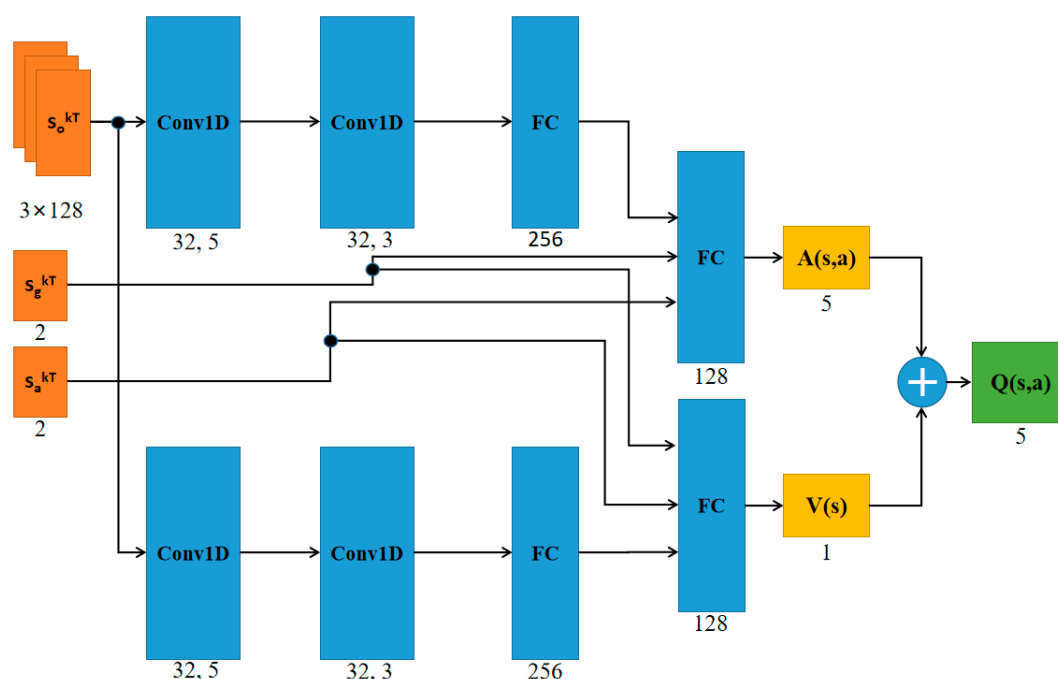 S_o^kT
Conv1D
Conv1D
FC
3×128
32, 5
32, 3
256
S_g^kT
2
S_a^kT
2
FC
128
A(s,a)
5
Q(s,a)
5
Conv1D
Conv1D
FC
32, 5
32, 3
256
FC
128
V(s)
1